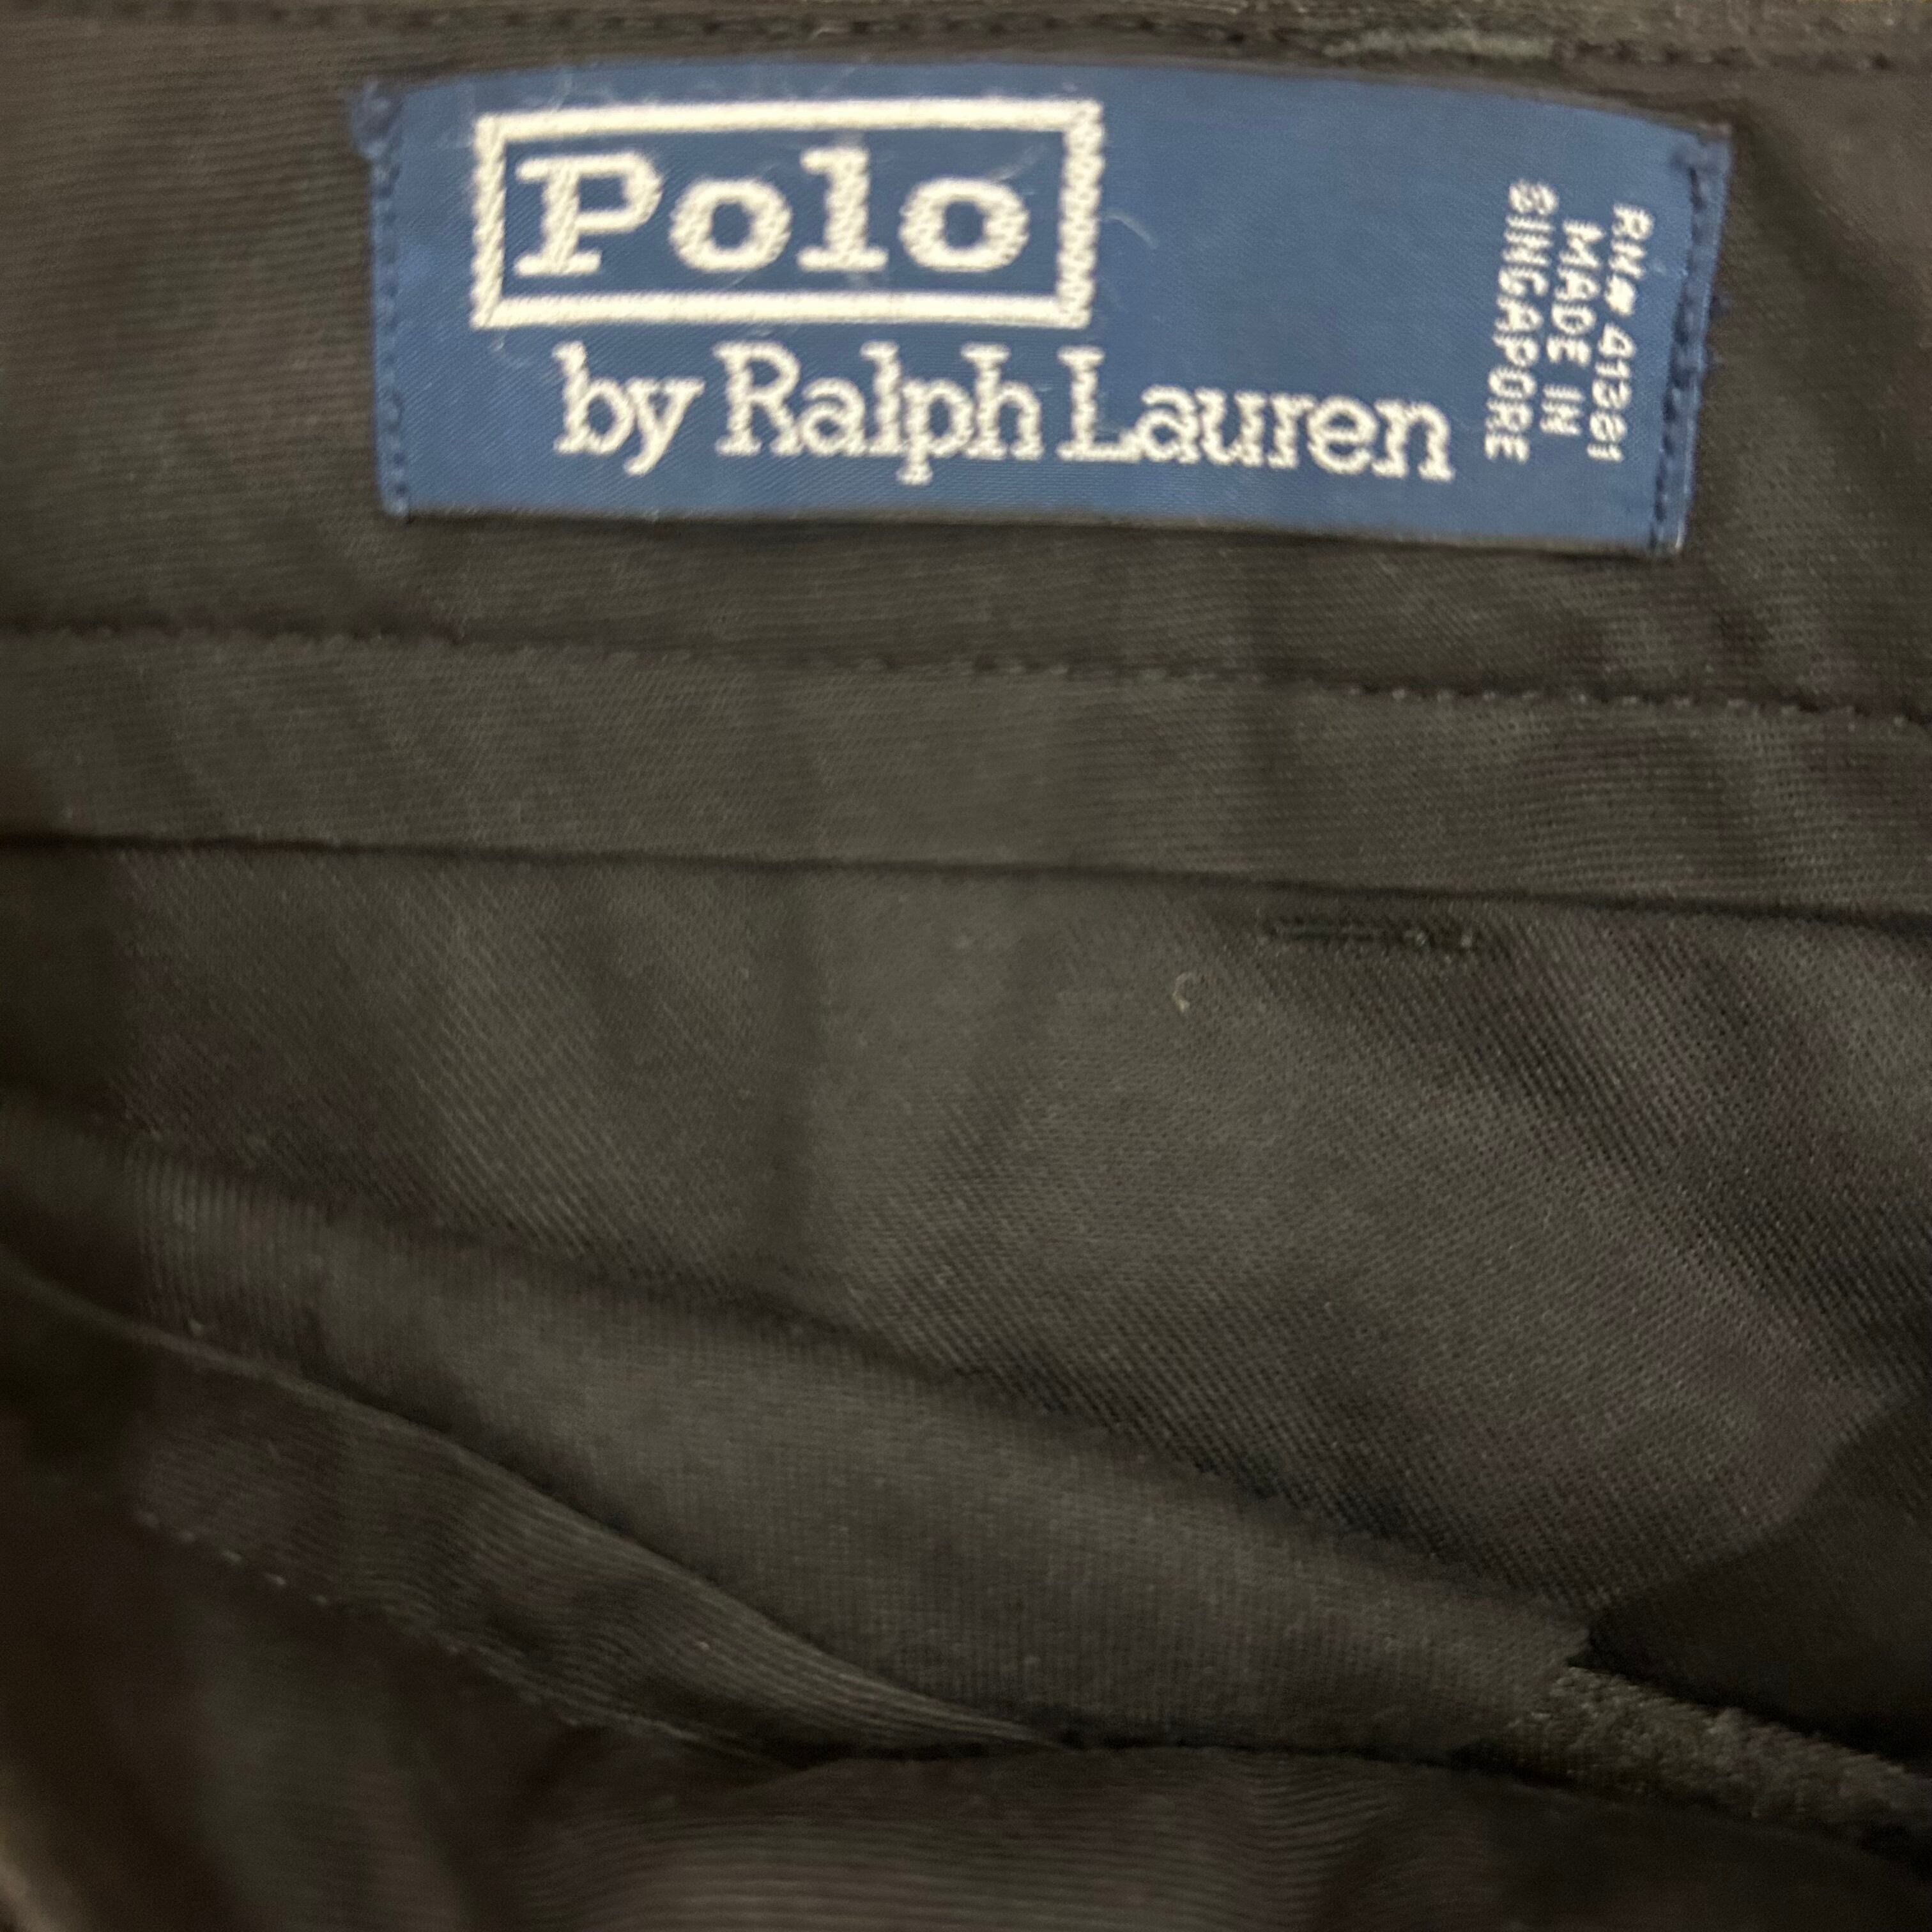 Polo
by Ralph Lauren
RN# 41381
MADE IN
SINGAPORE